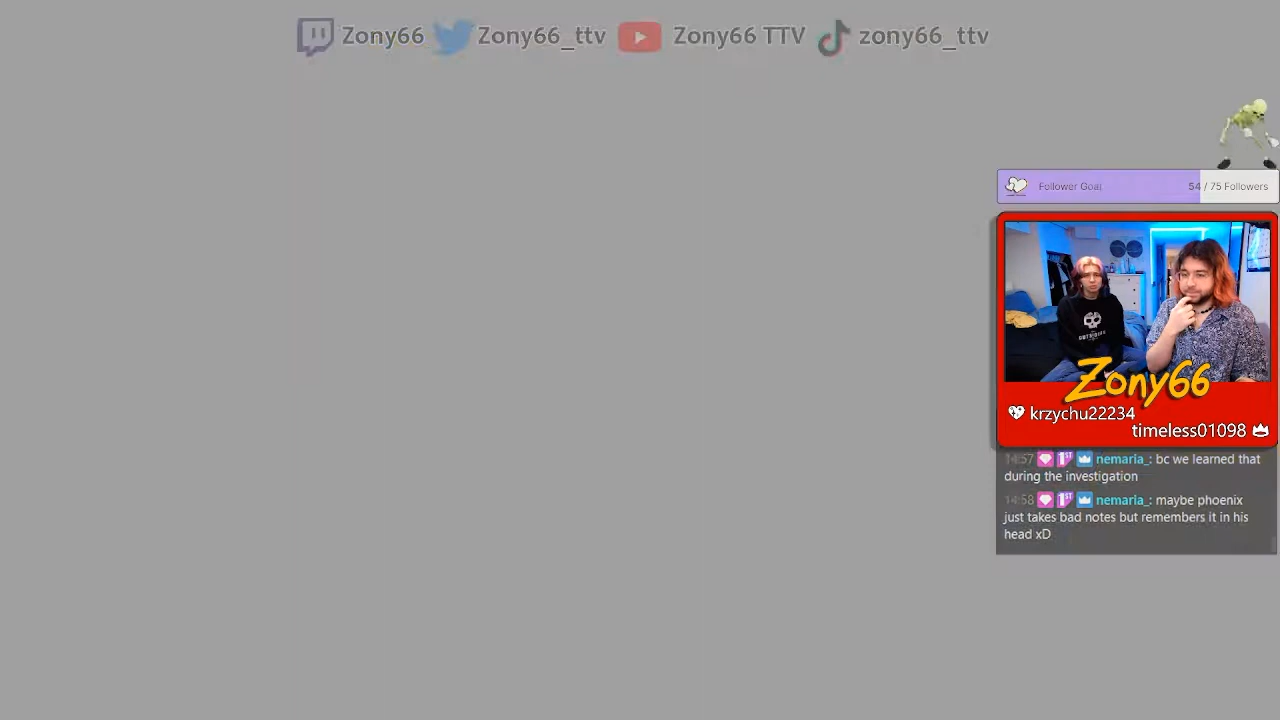 Zony66 Zony66_ttv Zony66 TTV zony66_ttv
Follower Goal 54 / 75 Followers
Zony66
krzychu22234
timeless01098
14:57 nemaria_: bc we learned that
during the investigation
14:58 nemaria_: maybe phoenix
just takes bad notes but remembers it in his
head xD